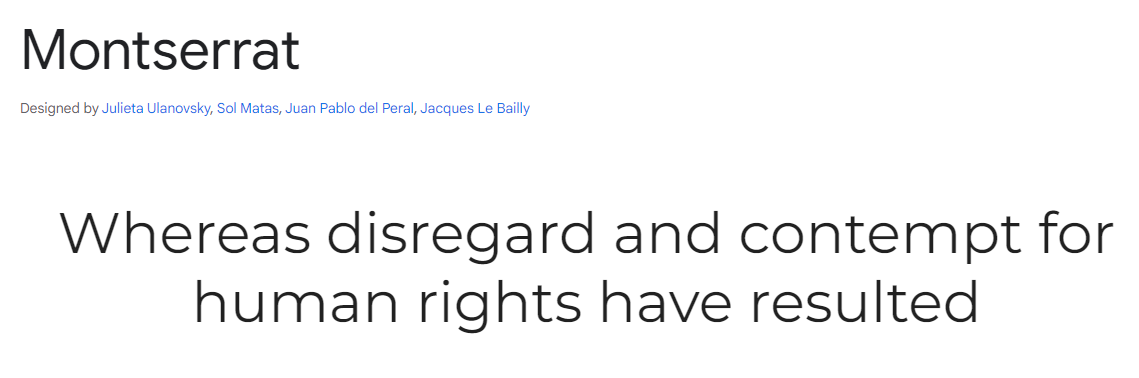 Montserrat
Designed by Julieta Ulanovsky, Sol Matas, Juan Pablo del Peral, Jacques Le Bailly
Whereas disregard and contempt for
human rights have resulted